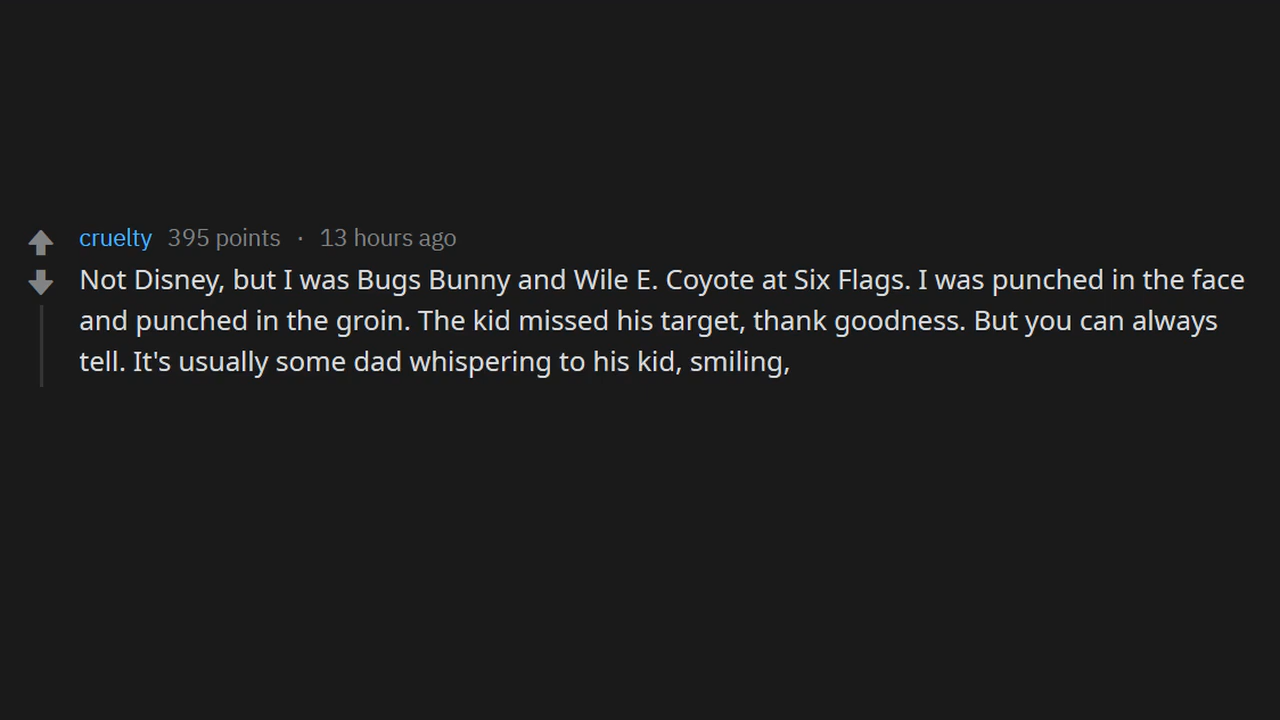 cruelty 395 points · 13 hours ago
Not Disney, but I was Bugs Bunny and Wile E. Coyote at Six Flags. I was punched in the face
and punched in the groin. The kid missed his target, thank goodness. But you can always
tell. It's usually some dad whispering to his kid, smiling,